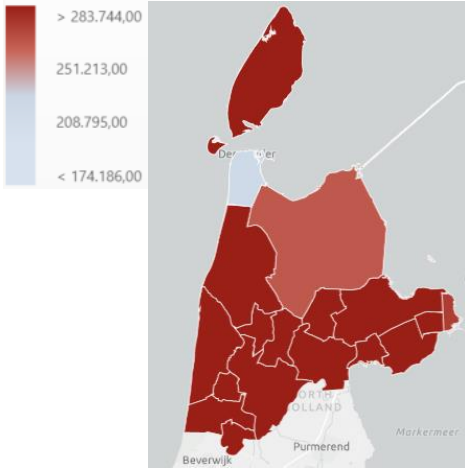 > 283.744,00
251.213,00
208.795,00
< 174.186,00
NORTH
HOLLAND
Markermeer
Purmerend
Beverwijk